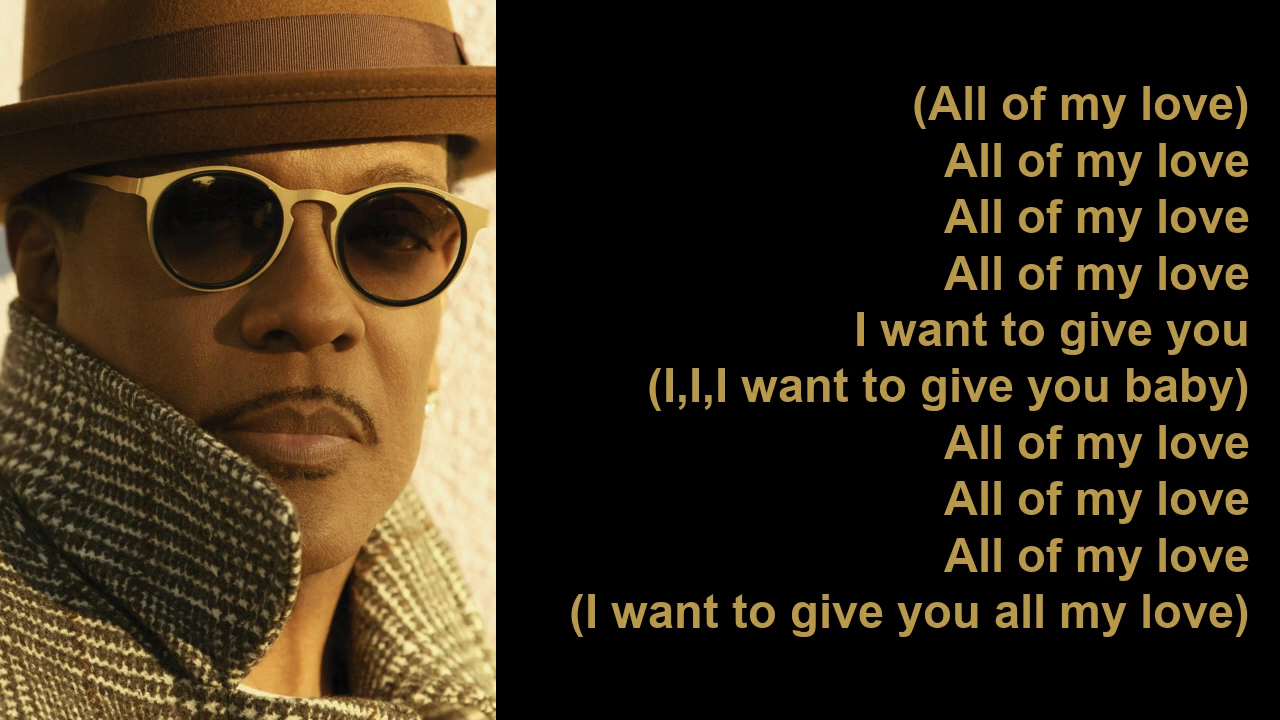 (All of my love)
All of my love
All of my love
All of my love
I want to give you
(I,I,I want to give you baby)
All of my love
All of my love
All of my love
(I want to give you all my love)